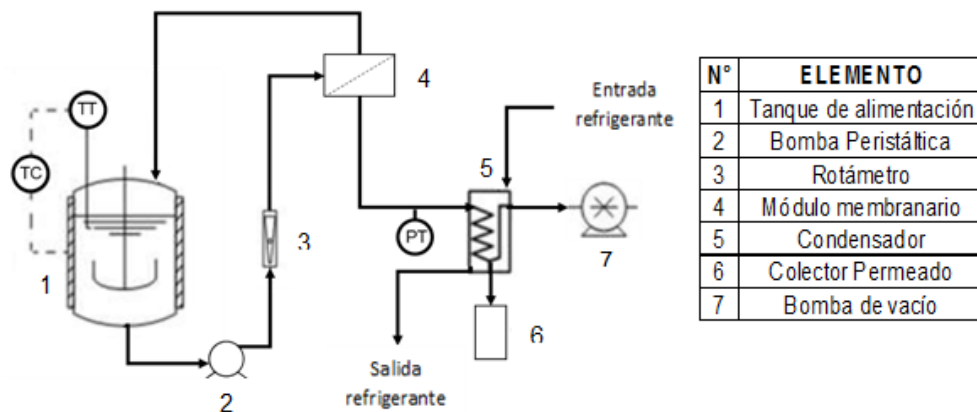 TT
TC
1
2
3
4
PT
5
Entrada
refrigerante
7
6
Salida
refrigerante
N° ELEMENTO
1 Tanque de alimentación
2 Bomba Peristáltica
3 Rotámetro
4 Módulo membranario
5 Condensador
6 Colector Permeado
7 Bomba de vacío